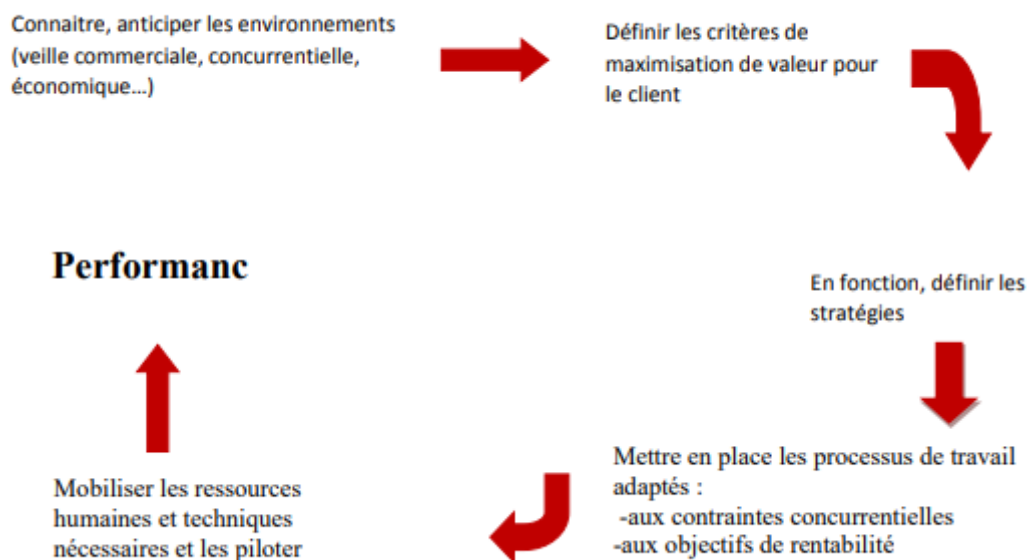 Connaitre, anticiper les environnements
(veille commerciale, concurrentielle,
économique...)
Définir les critères de
maximisation de valeur pour
le client
En fonction, définir les
stratégies
Mettre en place les processus de travail
adaptés :
-aux contraintes concurrentielles
-aux objectifs de rentabilité
Mobiliser les ressources
humaines et techniques
nécessaires et les piloter
Performanc